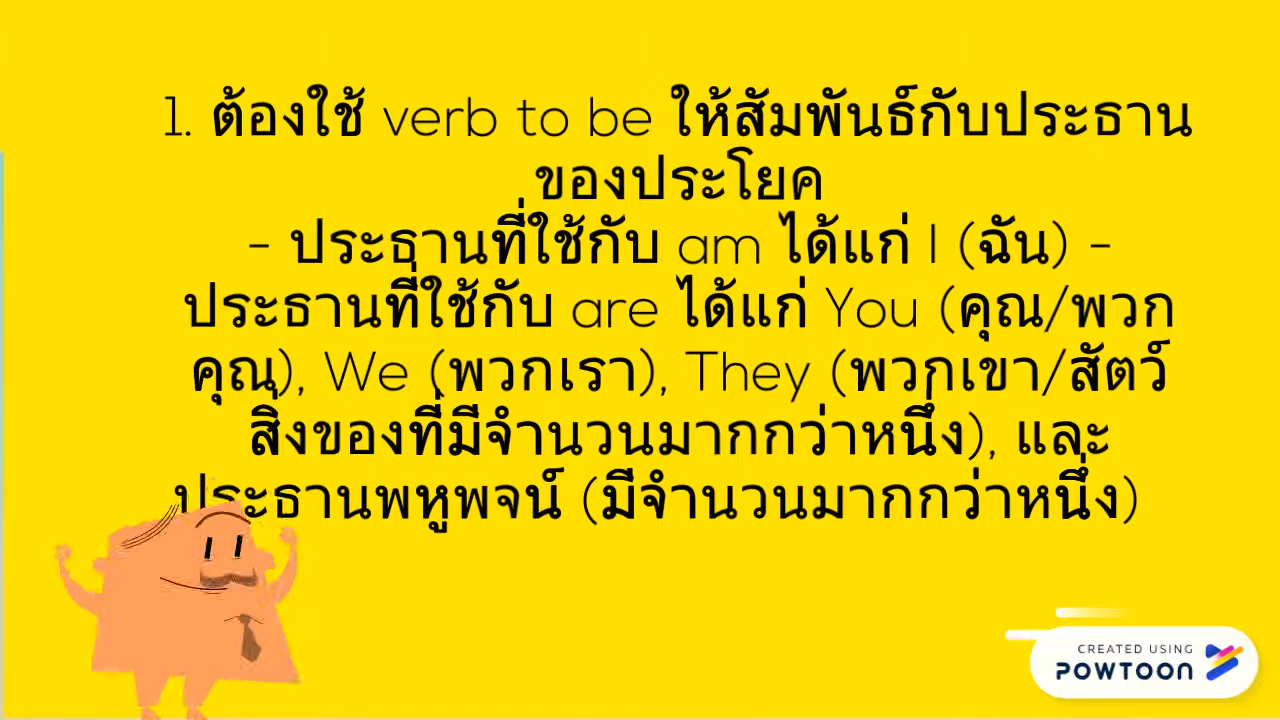 1. ต้องใช้ verb to be ให้สัมพันธ์กับประธาน
ของประโยค
- ประธานที่ใช้กับ am ได้แก่ I (ฉัน) -
ประธานที่ใช้กับ are ได้แก่ You (คุณ/พวก
คุณ), We (พวกเรา), They (พวกเขา/สัตว์
สิ่งของที่มีจำนวนมากกว่าหนึ่ง), และ
ประธานพหูพจน์ (มีจำนวนมากกว่าหนึ่ง)
CREATED USING
POWTOON